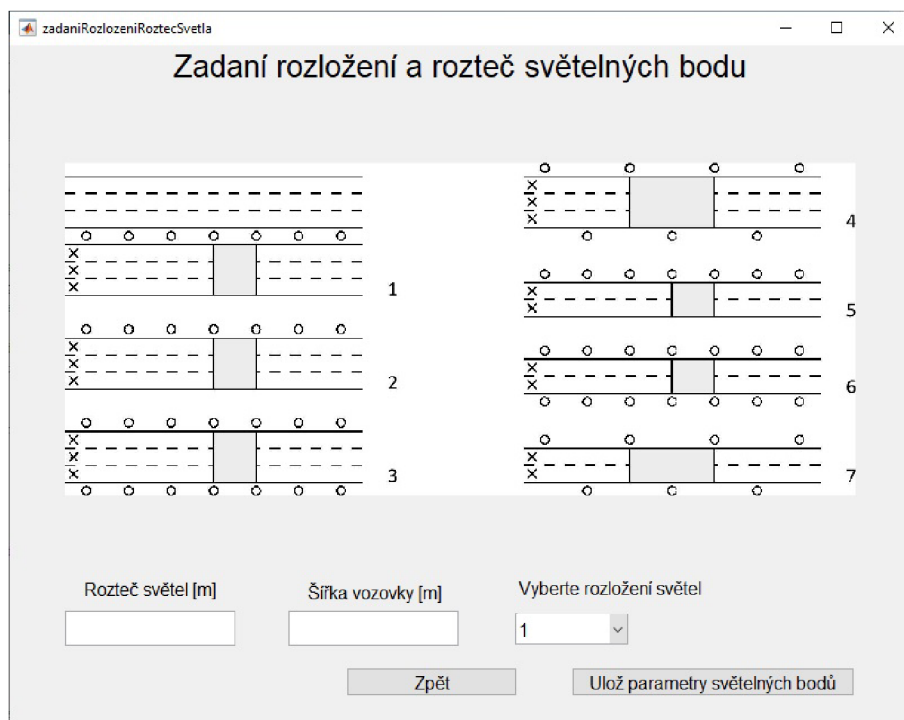 zadaniRozlozeniRoztecSvetla
Zadaní rozložení a rozteč světelných bodu
1
2
3
4
5
6
7
Rozteč světel [m]
Šířka vozovky [m]
Vyberte rozložení světel
1
Zpět
Ulož parametry světelných bodů